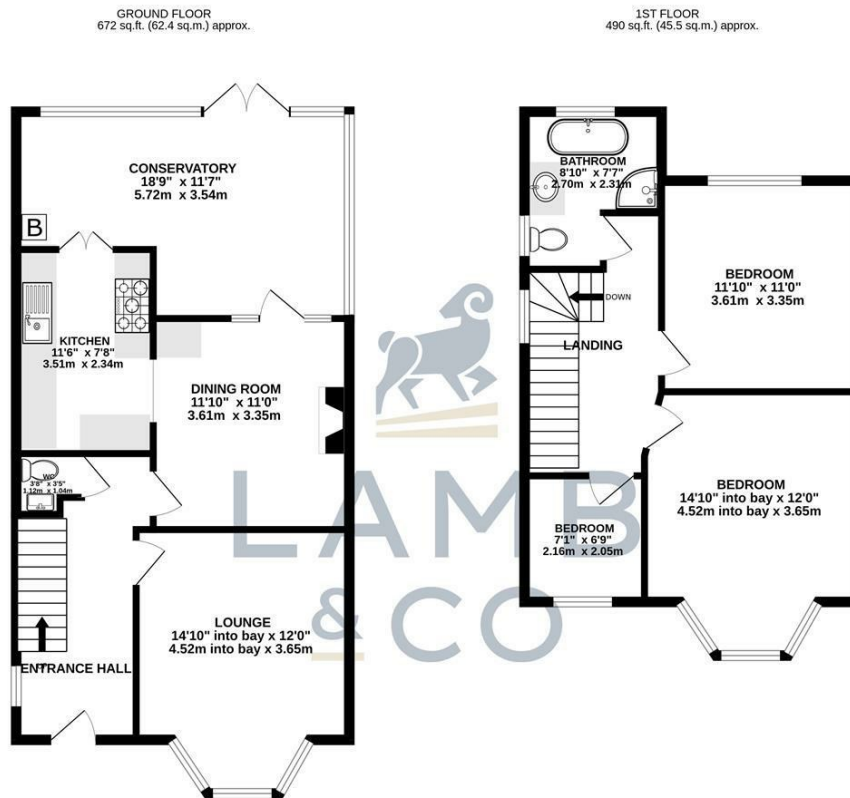 GROUND FLOOR
672 sq.ft. (62.4 sq.m.) approx.
1ST FLOOR
490 sq.ft. (45.5 sq.m.) approx.
CONSERVATORY
18'9" x 11'7"
5.72m x 3.54m
B
KITCHEN
11'6" x 7'8"
3.51m x 2.34m
DINING ROOM
11'10" x 11'0"
3.61m x 3.35m
WC
3'8" x 3'5"
1.12m x 1.04m
LOUNGE
14'10" into bay x 12'0"
4.52m into bay x 3.65m
ENTRANCE HALL
BATHROOM
8'10" x 7'7"
2.70m x 2.31m
BEDROOM
11'10" x 11'0"
3.61m x 3.35m
DOWN
LANDING
BEDROOM
14'10" into bay x 12'0"
4.52m into bay x 3.65m
BEDROOM
7'1" x 6'9"
2.16m x 2.05m
LAMB
& CO